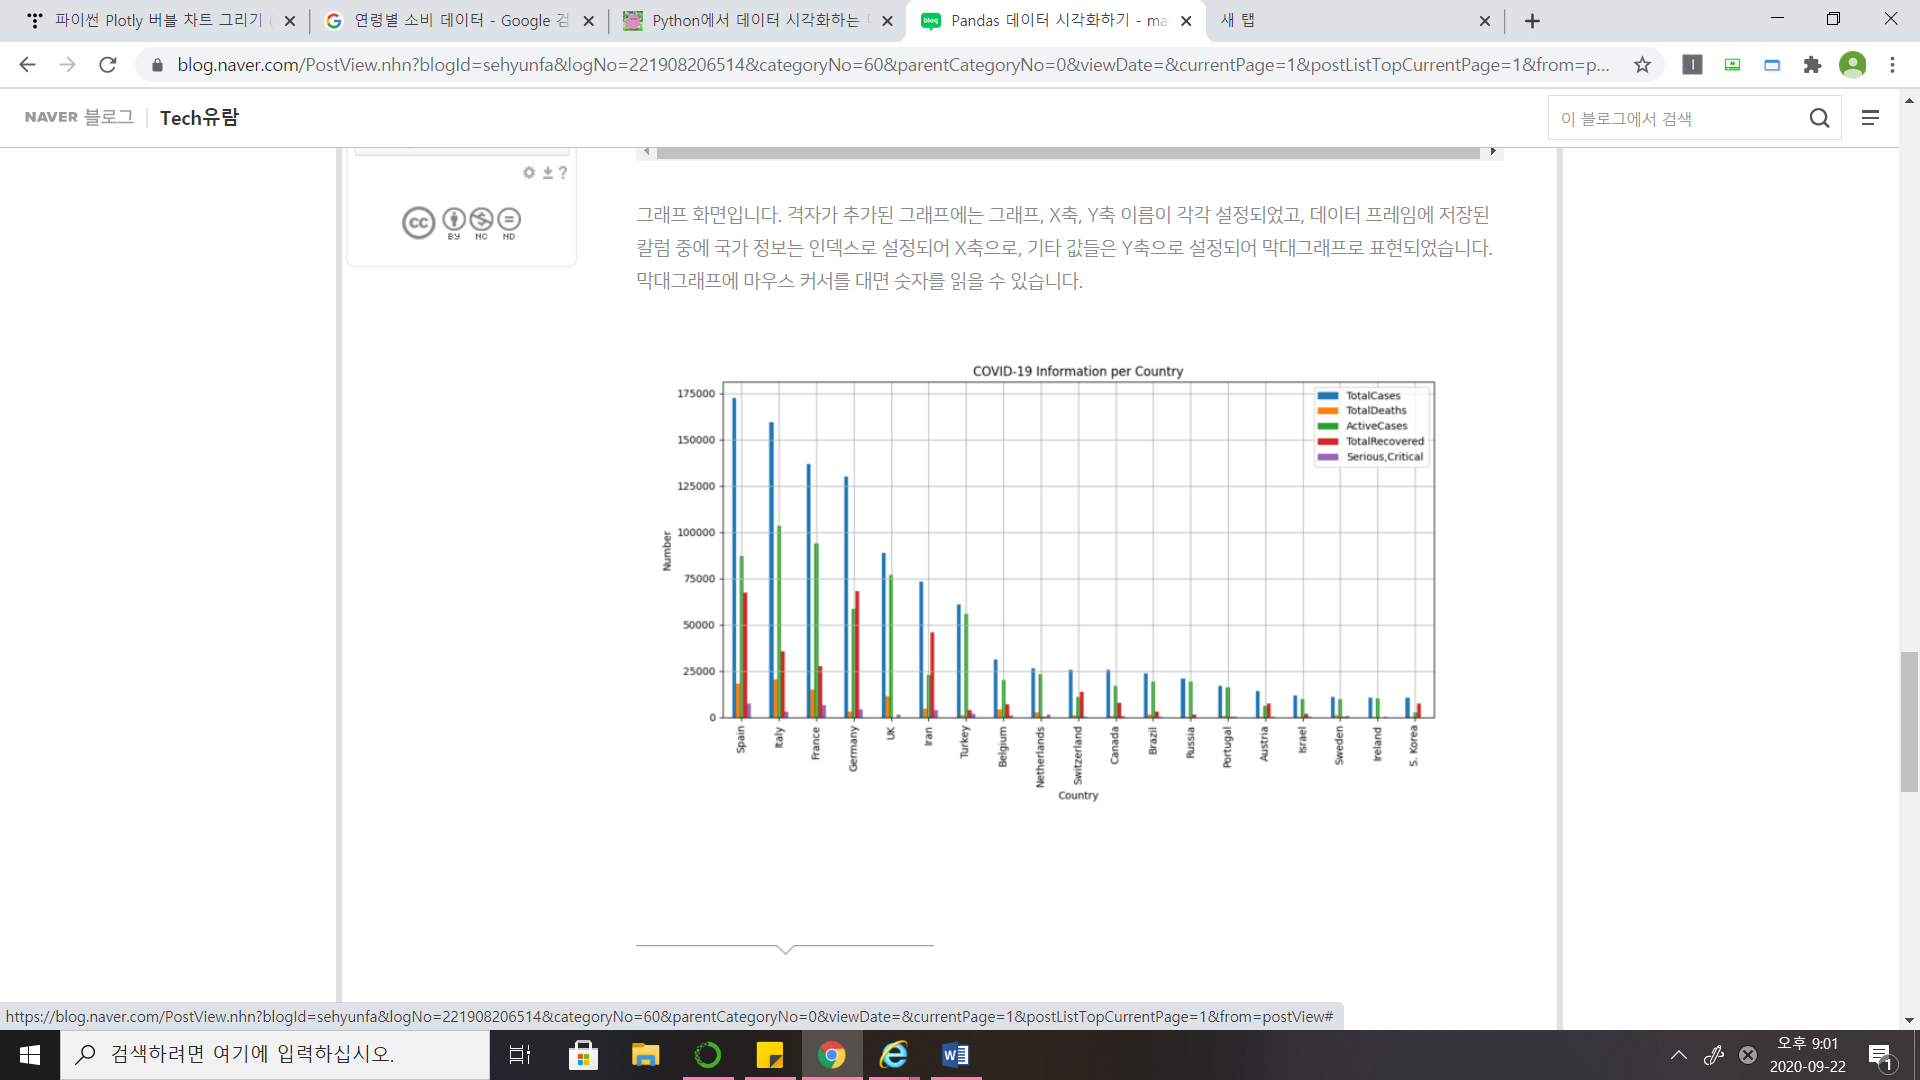 파이썬 Plotly 버블 차트 그리기
연령별 소비 데이터 - Google 검
Python에서 데이터 시각화하는
Pandas 데이터 시각화하기 - ma
새 탭
blog.naver.com/PostView.nhn?blogId=sehyunfa&logNo=221908206514&categoryNo=60&parentCategoryNo=0&viewDate=&currentPage=1&postListTopCurrentPage=1&from=p...
NAVER 블로그
Tech유람
이 블로그에서 검색
CC
BY NC ND
그래프 화면입니다. 격자가 추가된 그래프에는 그래프, X축, Y축 이름이 각각 설정되었고, 데이터 프레임에 저장된
칼럼 중에 국가 정보는 인덱스로 설정되어 X축으로, 기타 값들은 Y축으로 설정되어 막대그래프로 표현되었습니다.
막대그래프에 마우스 커서를 대면 숫자를 읽을 수 있습니다.
COVID-19 Information per Country
175000
150000
125000
100000
75000
50000
25000
0
Number
TotalCases
TotalDeaths
ActiveCases
TotalRecovered
Serious,Critical
Spain
Italy
France
Germany
UK
Iran
Turkey
Belgium
Netherlands
Switzerland
Canada
Brazil
Russia
Portugal
Austria
Israel
Sweden
Ireland
S. Korea
Country
https://blog.naver.com/PostView.nhn?blogId=sehyunfa&logNo=221908206514&categoryNo=60&parentCategoryNo=0&viewDate=&currentPage=1&postListTopCurrentPage=1&from=postView#
검색하려면 여기에 입력하십시오.
오후 9:01
2020-09-22
1